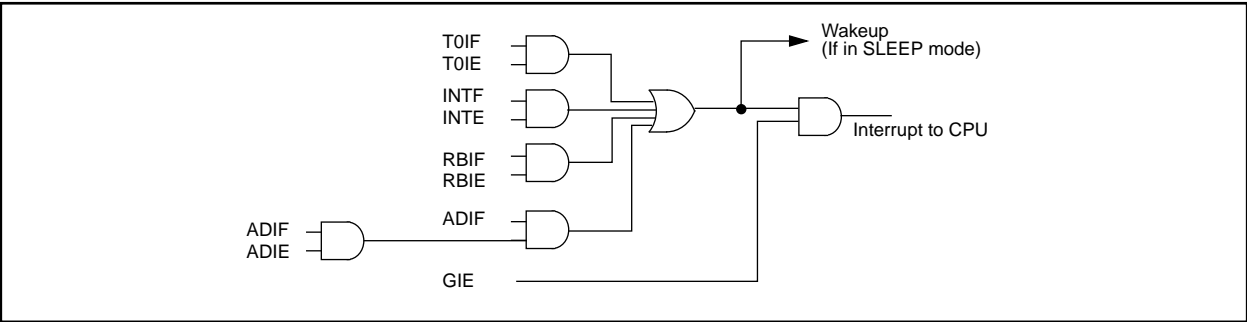 T0IF
T0IE
Wakeup
(If in SLEEP mode)
INTF
INTE
Interrupt to CPU
RBIF
RBIE
ADIF
ADIF
ADIE
GIE